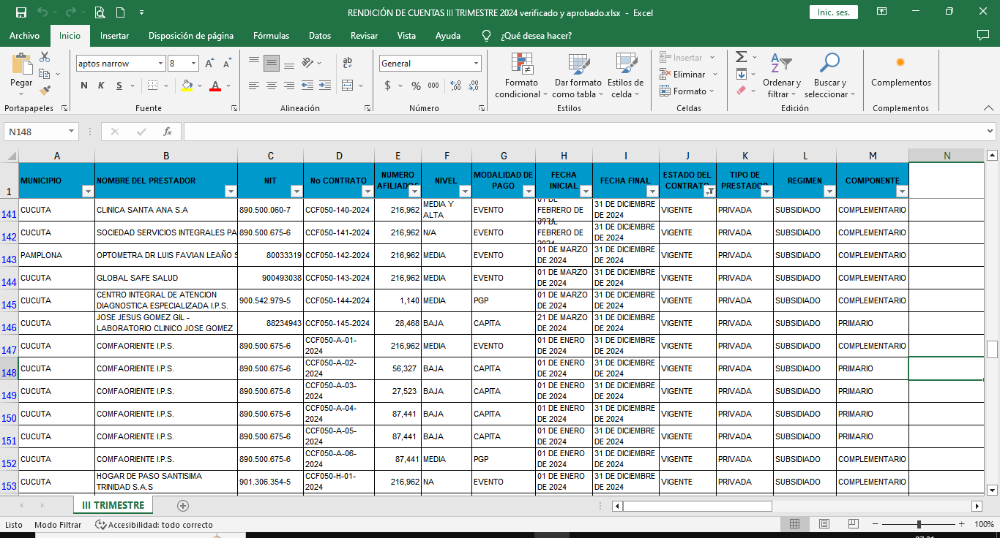 RENDICIÓN DE CUENTAS III TRIMESTRE 2024 verificado y aprobado.xlsx - Excel
Inic. ses.
Archivo Inicio Insertar Disposición de página Fórmulas Datos Revisar Vista Ayuda ¿Qué desea hacer?
Pegar
Portapapeles
aptos narrow 8
N K S
Fuente
ab
Alineación
General
$ % 000
Número
Formato condicional
Dar formato como tabla
Estilos de celda
Estilos
Insertar
Eliminar
Formato
Celdas
Ordenar y filtrar
Buscar y seleccionar
Edición
Complementos
Complementos
N148 fx
A B C D E F G H I J K L M N
1 MUNICIPIO NOMBRE DEL PRESTADOR NIT No CONTRATO NUMERO AFILIADOS NIVEL MODALIDAD DE PAGO FECHA INICIAL FECHA FINAL ESTADO DEL CONTRATO TIPO DE PRESTADOR REGIMEN COMPONENTE
141 CUCUTA CLINICA SANTA ANA S.A 890.500.060-7 CCF050-140-2024 216,962 MEDIA Y ALTA EVENTO 01 DE FEBRERO DE 2024 31 DE DICIEMBRE DE 2024 VIGENTE PRIVADA SUBSIDIADO COMPLEMENTARIO
142 CUCUTA SOCIEDAD SERVICIOS INTEGRALES PA 890.500.675-6 CCF050-141-2024 216,962 N/A EVENTO 01 DE FEBRERO DE 2024 31 DE DICIEMBRE DE 2024 VIGENTE PRIVADA SUBSIDIADO COMPLEMENTARIO
143 PAMPLONA OPTOMETRA DR LUIS FAVIAN LEAÑO S 80033319 CCF050-142-2024 216,962 MEDIA EVENTO 01 DE MARZO DE 2024 31 DE DICIEMBRE DE 2024 VIGENTE PRIVADA SUBSIDIADO COMPLEMENTARIO
144 CUCUTA GLOBAL SAFE SALUD 900493038 CCF050-143-2024 216,962 MEDIA EVENTO 01 DE MARZO DE 2024 31 DE DICIEMBRE DE 2024 VIGENTE PRIVADA SUBSIDIADO COMPLEMENTARIO
145 CUCUTA CENTRO INTEGRAL DE ATENCION DIAGNOSTICA ESPECIALIZADA I.P.S. 900.542.979-5 CCF050-144-2024 1,140 MEDIA PGP 01 DE MARZO DE 2024 31 DE DICIEMBRE DE 2024 VIGENTE PRIVADA SUBSIDIADO COMPLEMENTARIO
146 CUCUTA JOSE JESUS GOMEZ GIL - LABORATORIO CLINICO JOSE GOMEZ 88234943 CCF050-145-2024 28,468 BAJA CAPITA 21 DE MARZO DE 2024 31 DE DICIEMBRE DE 2024 VIGENTE PRIVADA SUBSIDIADO PRIMARIO
147 CUCUTA COMFAORIENTE I.P.S. 890.500.675-6 CCF050-A-01-2024 216,962 MEDIA EVENTO 01 DE ENERO DE 2024 31 DE DICIEMBRE DE 2024 VIGENTE PRIVADA SUBSIDIADO COMPLEMENTARIO
148 CUCUTA COMFAORIENTE I.P.S. 890.500.675-6 CCF050-A-02-2024 56,327 BAJA CAPITA 01 DE ENERO DE 2024 31 DE DICIEMBRE DE 2024 VIGENTE PRIVADA SUBSIDIADO PRIMARIO
149 CUCUTA COMFAORIENTE I.P.S. 890.500.675-6 CCF050-A-03-2024 27,523 BAJA CAPITA 01 DE ENERO DE 2024 31 DE DICIEMBRE DE 2024 VIGENTE PRIVADA SUBSIDIADO PRIMARIO
150 CUCUTA COMFAORIENTE I.P.S. 890.500.675-6 CCF050-A-04-2024 87,441 BAJA CAPITA 01 DE ENERO DE 2024 31 DE DICIEMBRE DE 2024 VIGENTE PRIVADA SUBSIDIADO PRIMARIO
151 CUCUTA COMFAORIENTE I.P.S. 890.500.675-6 CCF050-A-05-2024 87,441 BAJA CAPITA 01 DE ENERO DE 2024 31 DE DICIEMBRE DE 2024 VIGENTE PRIVADA SUBSIDIADO PRIMARIO
152 CUCUTA COMFAORIENTE I.P.S. 890.500.675-6 CCF050-A-06-2024 87,441 MEDIA PGP 01 DE ENERO DE 2024 31 DE DICIEMBRE DE 2024 VIGENTE PRIVADA SUBSIDIADO COMPLEMENTARIO
153 CUCUTA HOGAR DE PASO SANTISIMA TRINIDAD S.A.S 901.306.354-5 CCF050-H-01-2024 216,962 NA EVENTO 01 DE ENERO DE 2024 31 DE DICIEMBRE DE 2024 VIGENTE PRIVADA SUBSIDIADO COMPLEMENTARIO
III TRIMESTRE
Listo Modo Filtrar Accesibilidad: todo correcto 100%